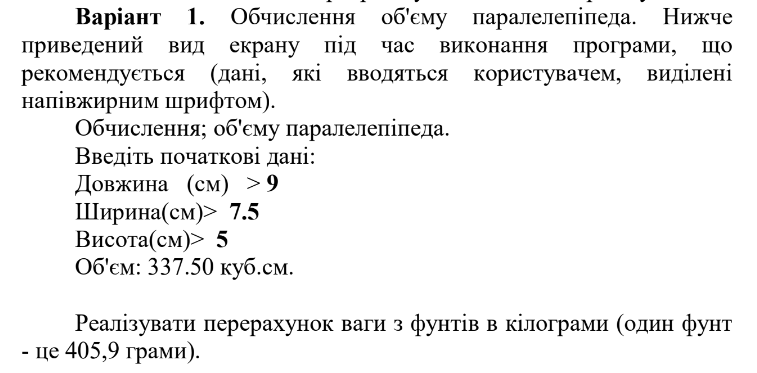 Варіант 1. Обчислення об'єму паралелепіпеда. Нижче
приведений вид екрану під час виконання програми, що
рекомендується (дані, які вводяться користувачем, виділені
напівжирним шрифтом).
Обчислення; об'єму паралелепіпеда.
Введіть початкові дані:
Довжина (см) > 9
Ширина(см)> 7.5
Висота(см)> 5
Об'єм: 337.50 куб.см.
Реалізувати перерахунок ваги з фунтів в кілограми (один фунт
- це 405,9 грами).